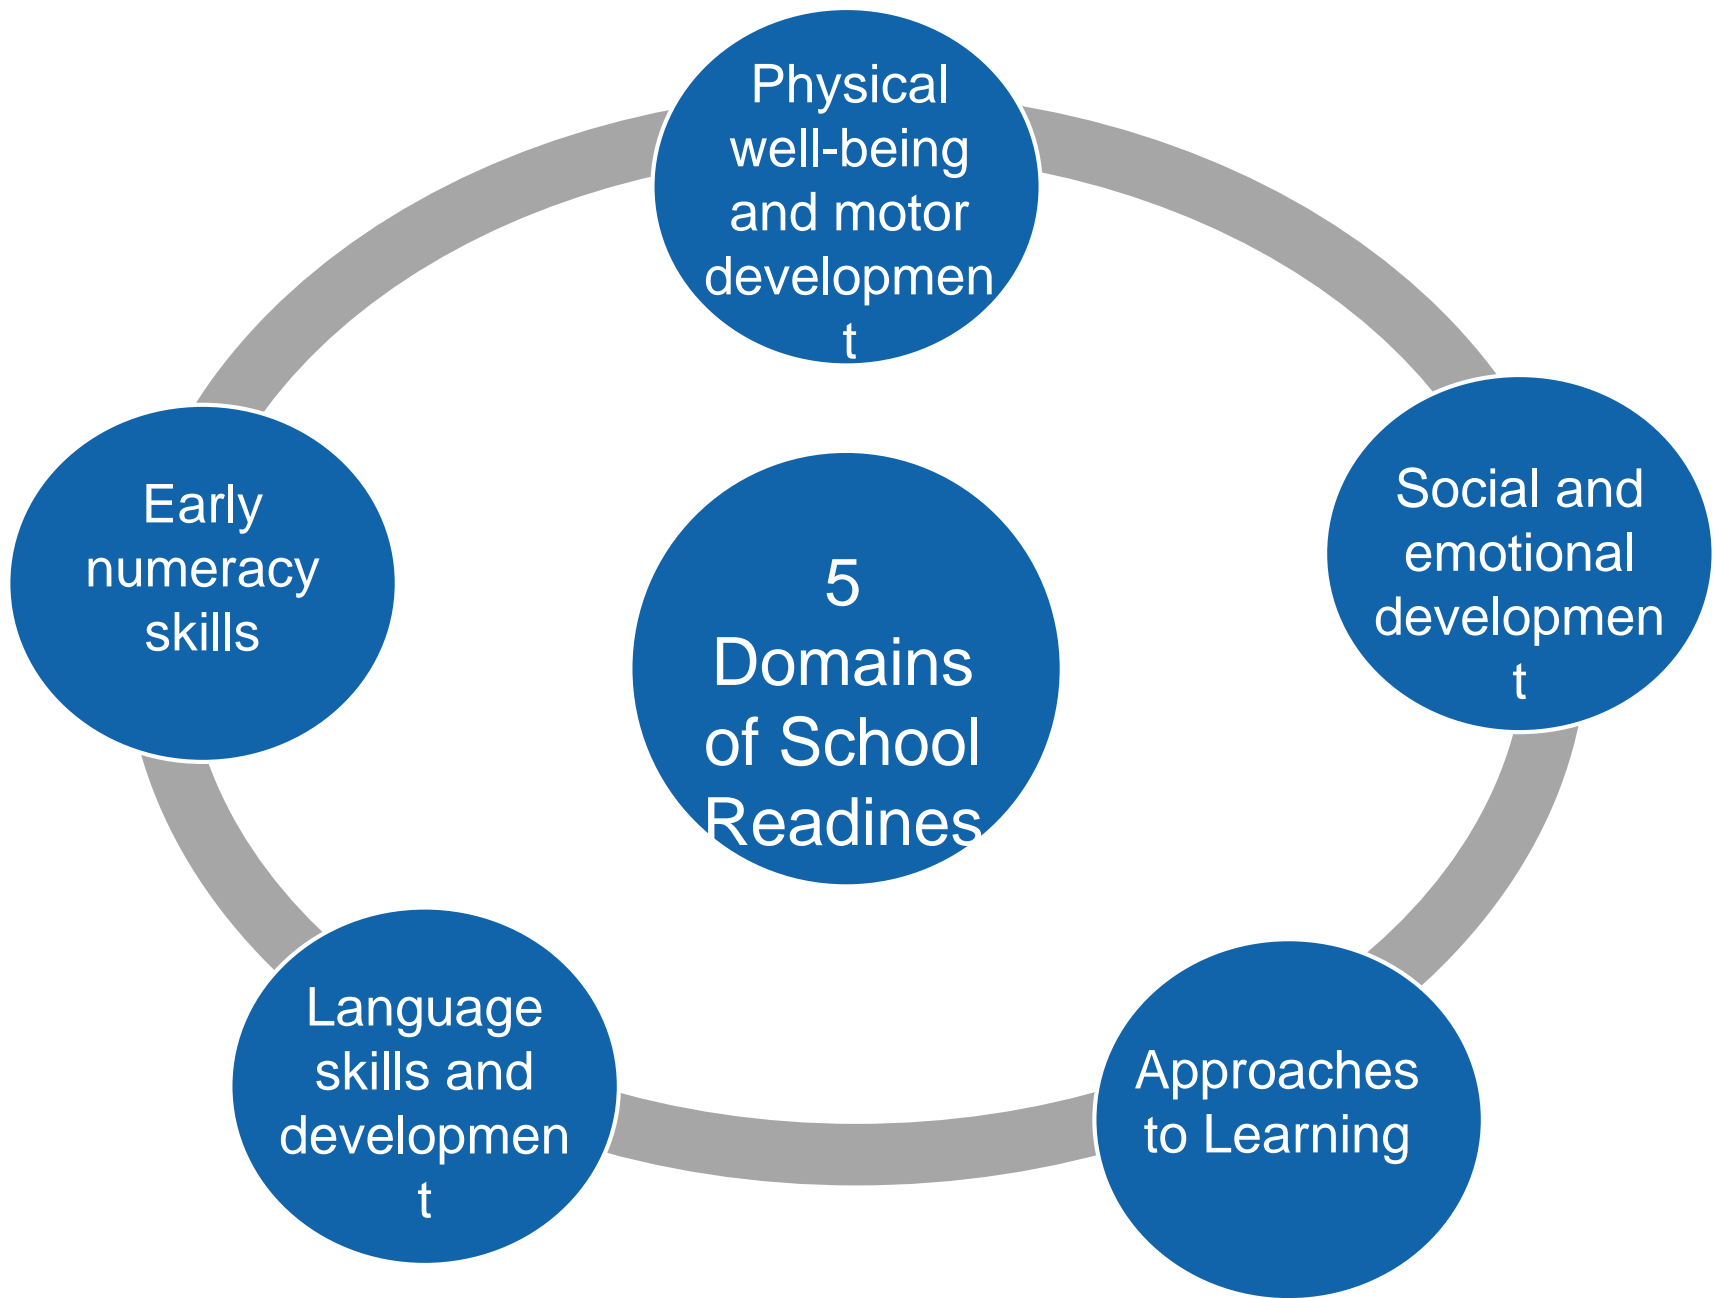 Physical
well-being
and motor
developmen
t
Social and
emotional
developmen
t
Approaches
to Learning
Language
skills and
developmen
t
Early
numeracy
skills
5
Domains
of School
Readines